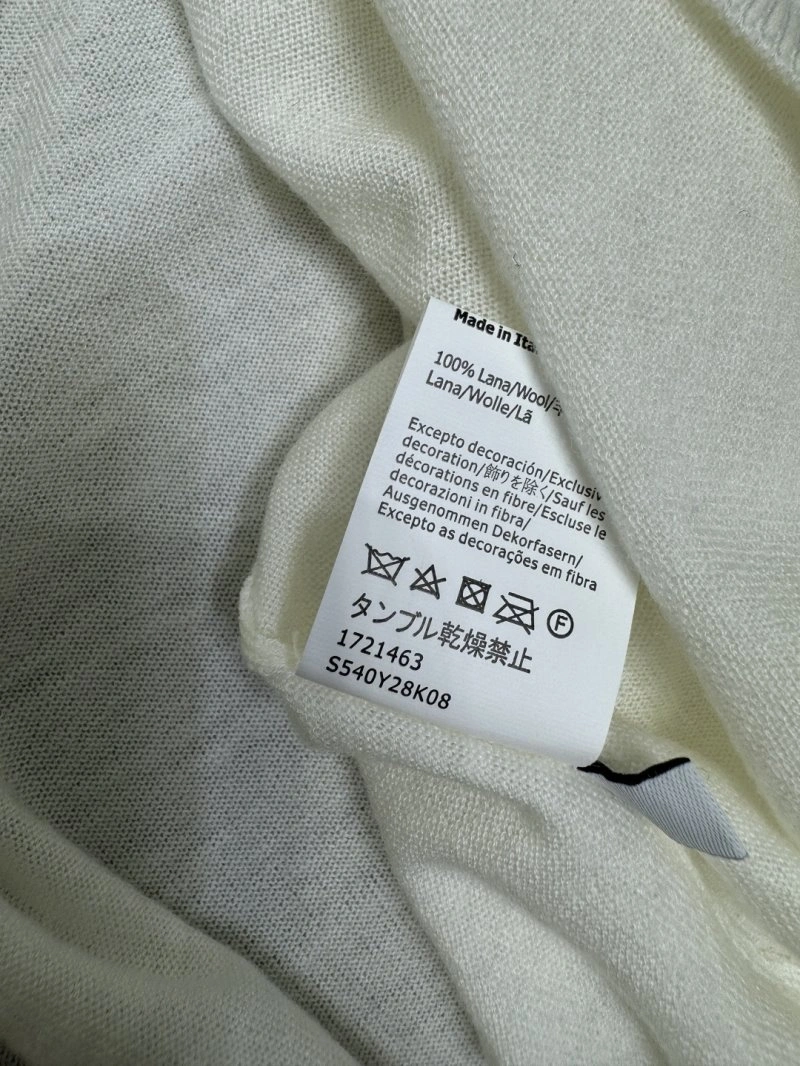 Made in
100% Lana/Wool/
Lana/Wolle/Lã
Excepto decoración/Exclusiv
decoration/飾りを除く/Sauf les
décorations en fibre/Escluse le
decorazioni in fibra/
Ausgenommen Dekorfasern/
Excepto as decorações em fibra
F
タンブル乾燥禁止
1721463
S540Y28K08